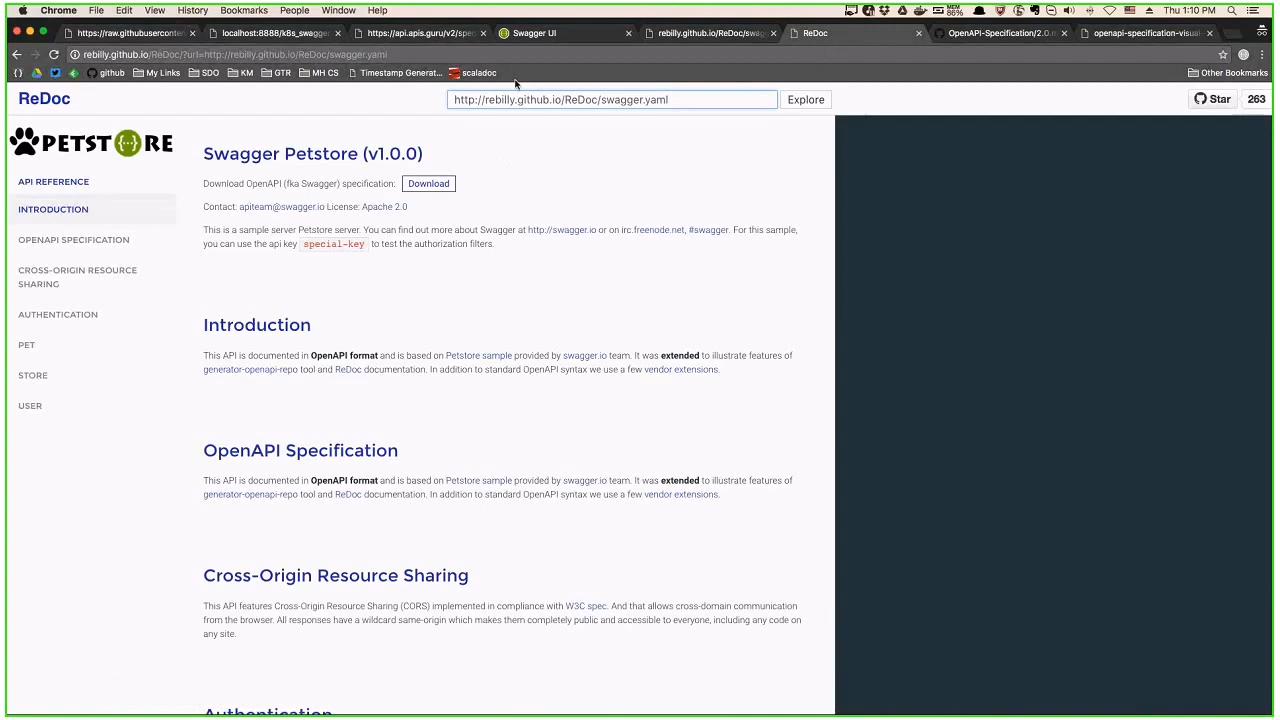 Chrome File Edit View History Bookmarks People Window Help MEM 86% Thu 1:10 PM
https://raw.githubuserconten localhost:8888/k8s_swagger https://api.apis.guru/v2/spec Swagger UI rebilly.github.io/ReDoc/swag ReDoc OpenAPI-Specification/2.0.m openapi-specification-visual-
rebilly.github.io/ReDoc/?url=http://rebilly.github.io/ReDoc/swagger.yaml
{} github My Links SDO KM GTR MH CS Timestamp Generat... scaladoc Other Bookmarks
ReDoc http://rebilly.github.io/ReDoc/swagger.yaml Explore Star 263
PETSTORE
API REFERENCE
INTRODUCTION
OPENAPI SPECIFICATION
CROSS-ORIGIN RESOURCE
SHARING
AUTHENTICATION
PET
STORE
USER
Swagger Petstore (v1.0.0)
Download OpenAPI (fka Swagger) specification: Download
Contact: apiteam@swagger.io License: Apache 2.0
This is a sample server Petstore server. You can find out more about Swagger at http://swagger.io or on irc.freenode.net, #swagger. For this sample,
you can use the api key special-key to test the authorization filters.
Introduction
This API is documented in OpenAPI format and is based on Petstore sample provided by swagger.io team. It was extended to illustrate features of
generator-openapi-repo tool and ReDoc documentation. In addition to standard OpenAPI syntax we use a few vendor extensions.
OpenAPI Specification
This API is documented in OpenAPI format and is based on Petstore sample provided by swagger.io team. It was extended to illustrate features of
generator-openapi-repo tool and ReDoc documentation. In addition to standard OpenAPI syntax we use a few vendor extensions.
Cross-Origin Resource Sharing
This API features Cross-Origin Resource Sharing (CORS) implemented in compliance with W3C spec. And that allows cross-domain communication
from the browser. All responses have a wildcard same-origin which makes them completely public and accessible to everyone, including any code on
any site.
Authentication